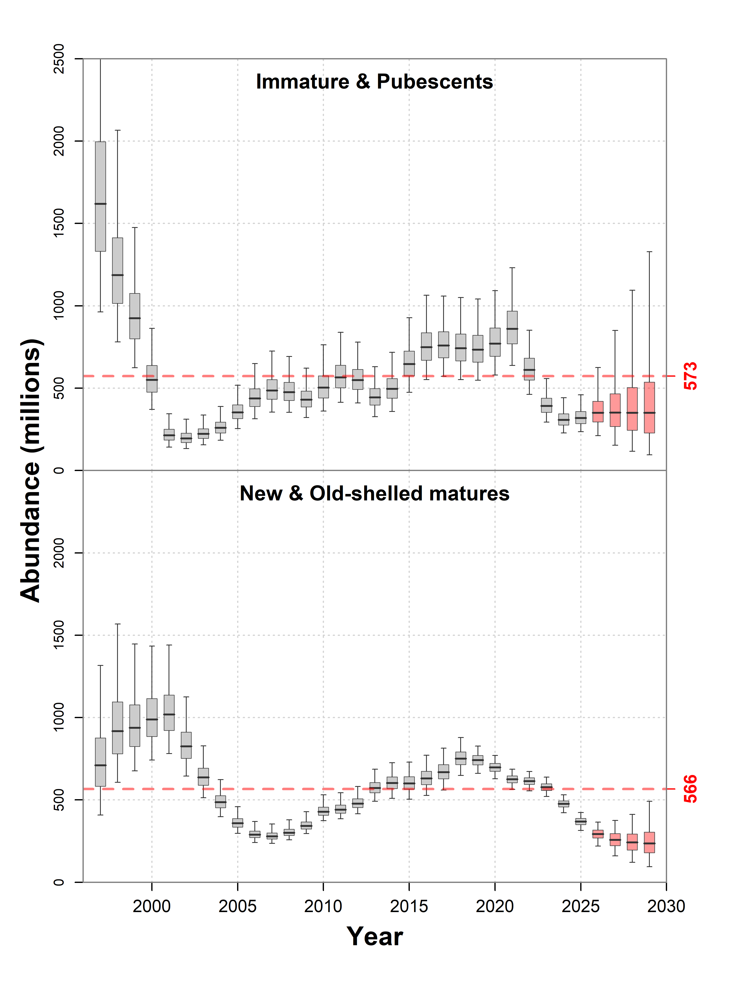 Immature & Pubescents
2500
2000
1500
1000
500
0
573
Abundance (millions)
New & Old-shelled matures
2000
1500
1000
500
0
566
2000 2005 2010 2015 2020 2025 2030
Year